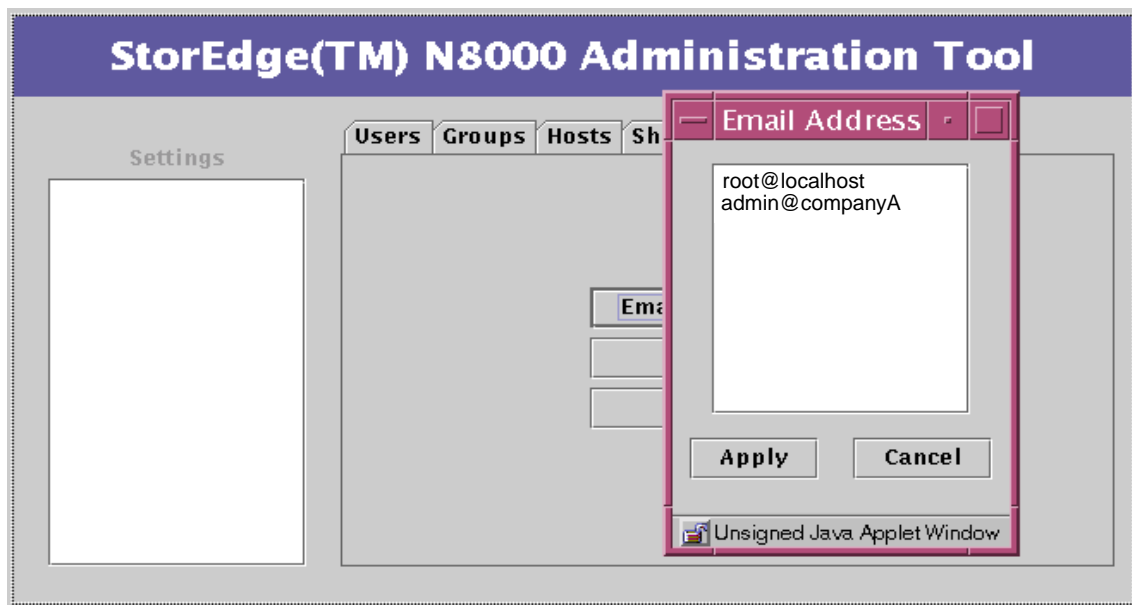 StorEdge(TM) N8000 Administration Tool
Settings
Users Groups Hosts Sh
Email Address
root@localhost
admin@companyA
Ema
Apply Cancel
Unsigned Java Applet Window